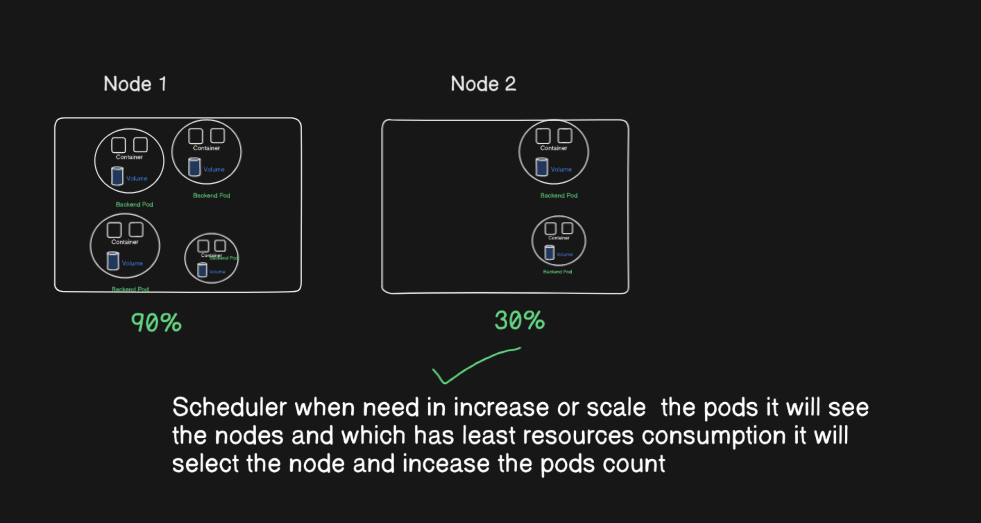 Node 1
Node 2
Container
Volume
Backend Pod
Container
Volume
Backend Pod
Container
Volume
Backend Pod
Container
Volume
Backend Pod
Container
Volume
Backend Pod
Container
Volume
Backend Pod
90%
30%
Scheduler when need in increase or scale the pods it will see
the nodes and which has least resources consumption it will
select the node and incease the pods count